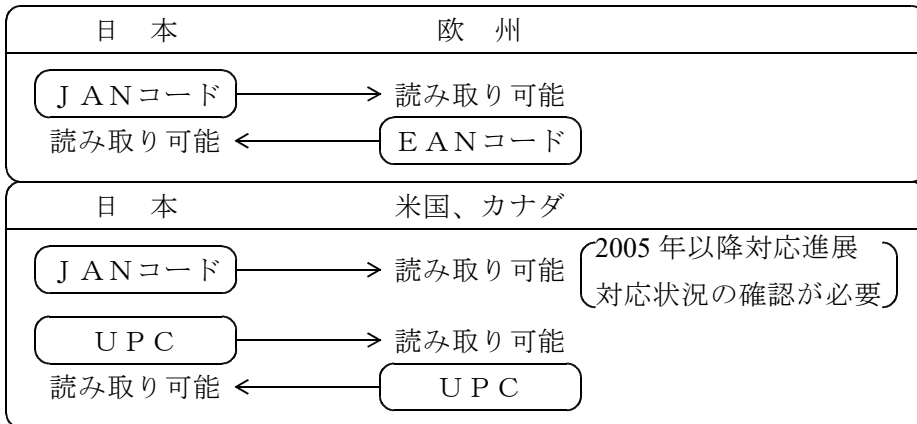 日 本 欧 州
JANコード 読み取り可能
読み取り可能 EANコード
日 本 米国、カナダ
JANコード 読み取り可能 2005 年以降対応進展
対応状況の確認が必要
UPC 読み取り可能
読み取り可能 UPC